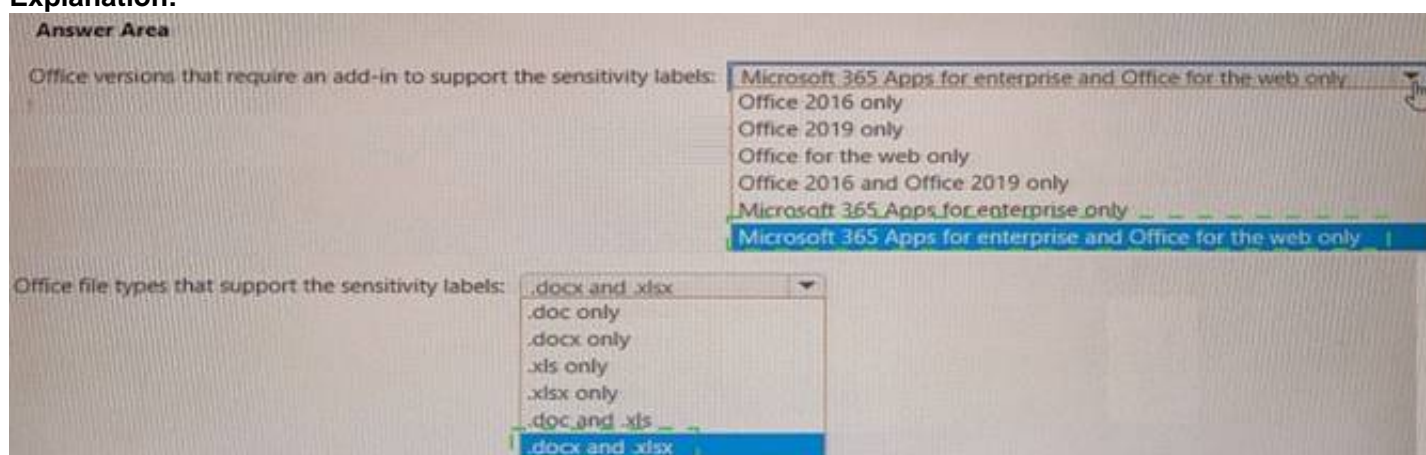 Explanation:
Answer Area
Office versions that require an add-in to support the sensitivity labels: Microsoft 365 Apps for enterprise and Office for the web only
Office 2016 only
Office 2019 only
Office for the web only
Office 2016 and Office 2019 only
Microsoft 365 Apps for enterprise only
Microsoft 365 Apps for enterprise and Office for the web only
Office file types that support the sensitivity labels: .docx and .xlsx
.doc only
.docx only
.xls only
.xlsx only
.doc and .xls
.docx and .xlsx